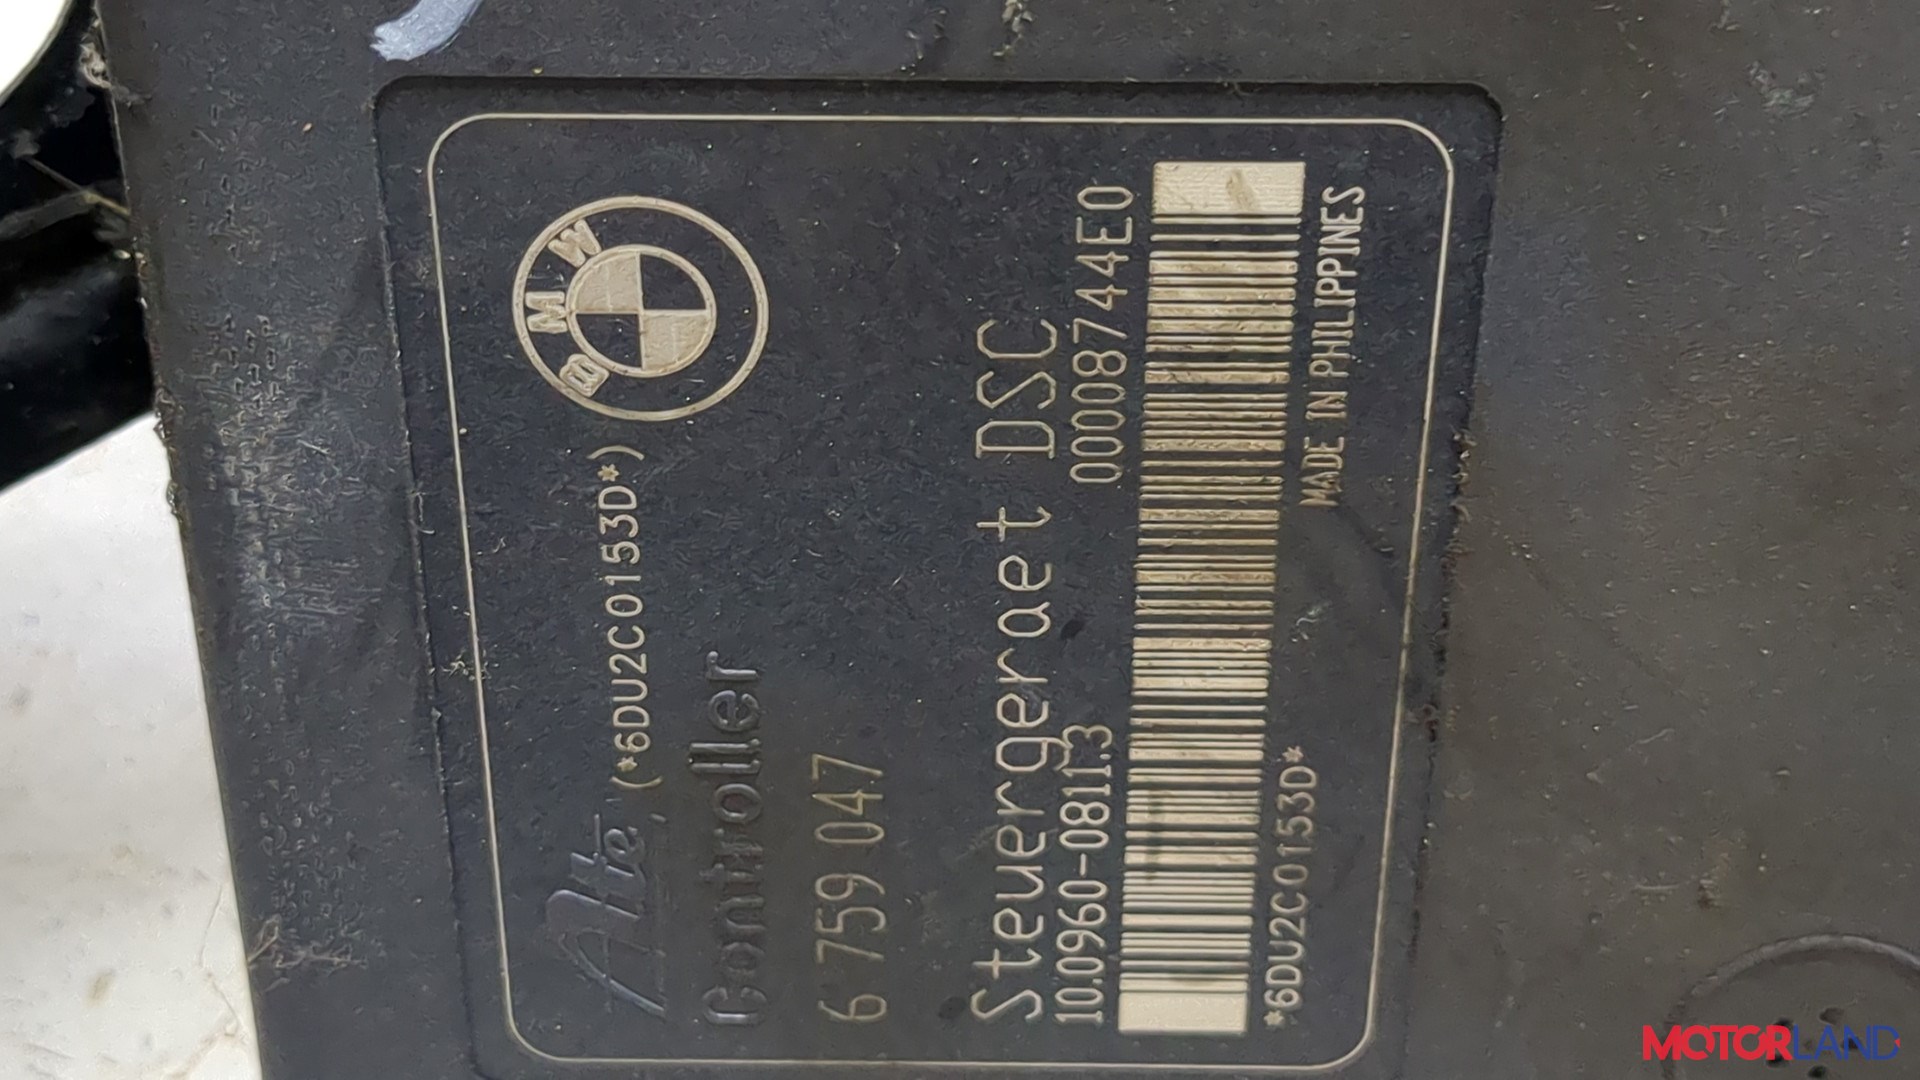 (*6DU2C0153D*)
BMW
Ate
Controller
6 759 047
Steuergeraet DSC
10.0960-0811.3
00008744E0
*6DU2C0153D*
MADE IN PHILIPPINES
MOTORLAND